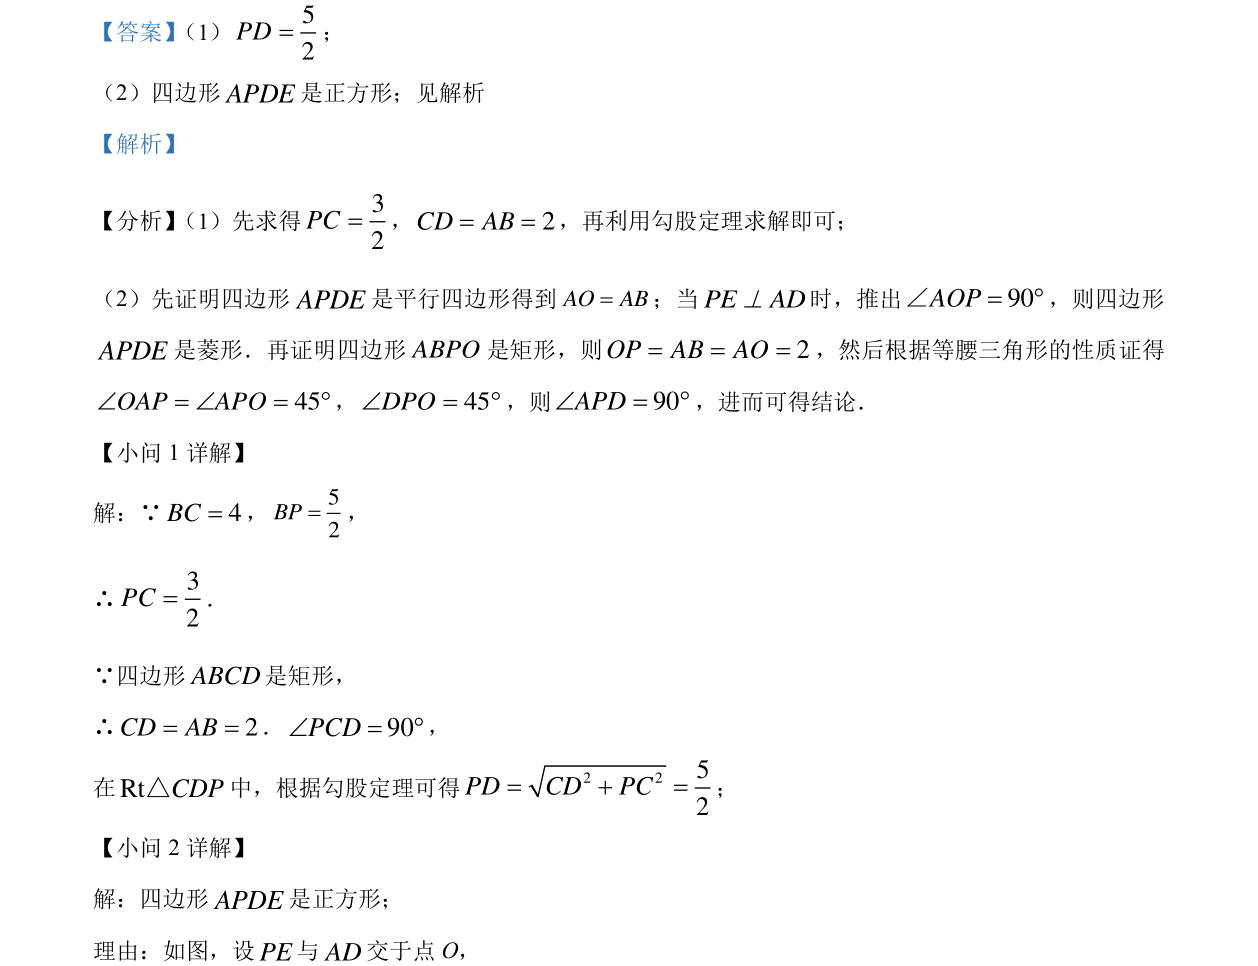 【答案】（1）PD = 5/2；
（2）四边形 APDE 是正方形；见解析
【解析】
【分析】（1）先求得 PC = 3/2，CD = AB = 2，再利用勾股定理求解即可；
（2）先证明四边形 APDE 是平行四边形得到 AO = AB；当 PE ⊥ AD 时，推出∠AOP = 90°，则四边形
APDE 是菱形．再证明四边形 ABPO 是矩形，则 OP = AB = AO = 2，然后根据等腰三角形的性质证得
∠OAP = ∠APO = 45°，∠DPO = 45°，则∠APD = 90°，进而可得结论．
【小问 1 详解】
解：∵ BC = 4，BP = 5/2，
∴ PC = 3/2．
∵四边形 ABCD 是矩形，
∴ CD = AB = 2．∠PCD = 90°，
在 Rt△CDP 中，根据勾股定理可得 PD = √(CD² + PC²) = 5/2；
【小问 2 详解】
解：四边形 APDE 是正方形；
理由：如图，设 PE 与 AD 交于点 O，